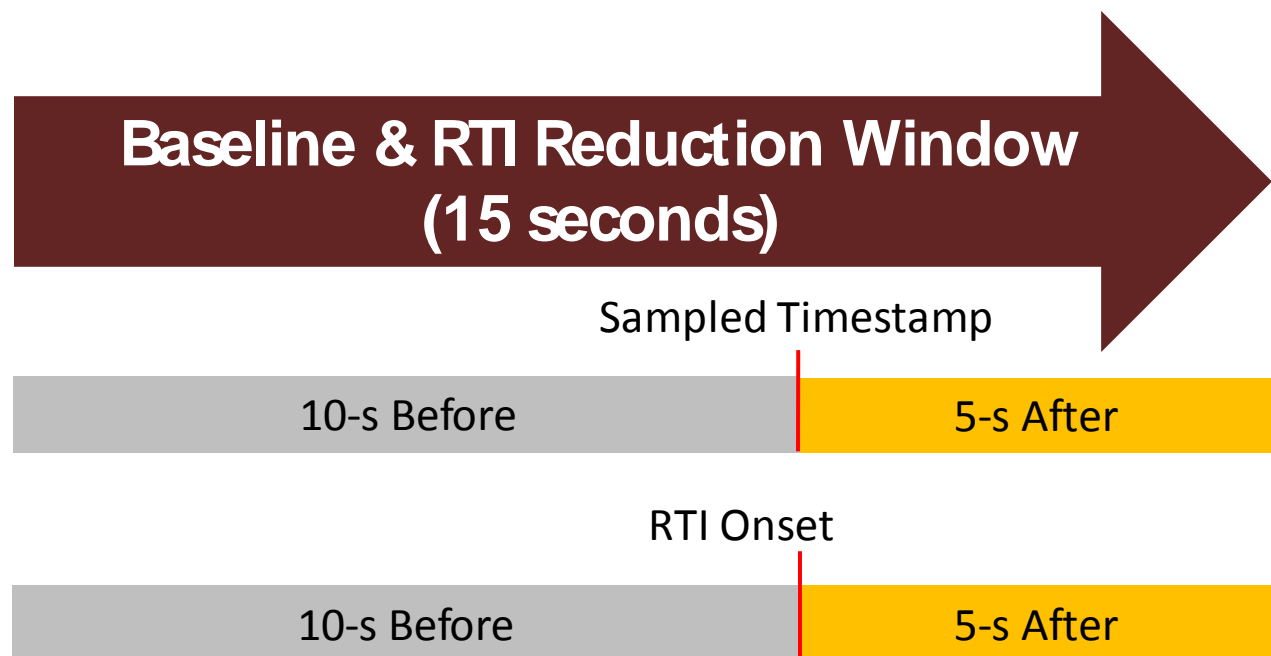 Baseline & RTI Reduction Window
(15 seconds)
Sampled Timestamp
10-s Before
5-s After
RTI Onset
10-s Before
5-s After